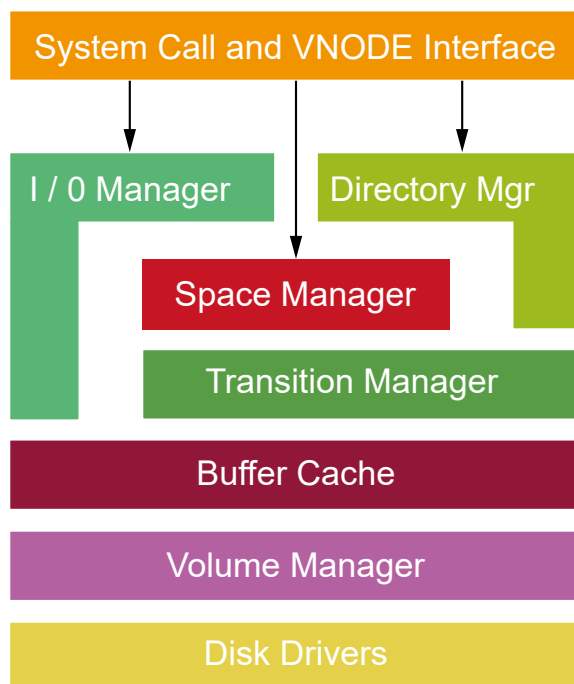 System Call and VNODE Interface
I / 0 Manager
Directory Mgr
Space Manager
Transition Manager
Buffer Cache
Volume Manager
Disk Drivers